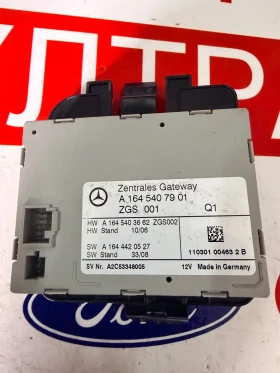 УЛТРА
Zentrales Gateway
A 164 540 79 01
ZGS 001 Q1
HW A 164 540 36 62 ZGS002
HW Stand 10/06
SW A 164 442 05 27
SW Stand 33/08
110301 00463 2 B
SV Nr. A2C53348005 12V Made in Germany
Ford